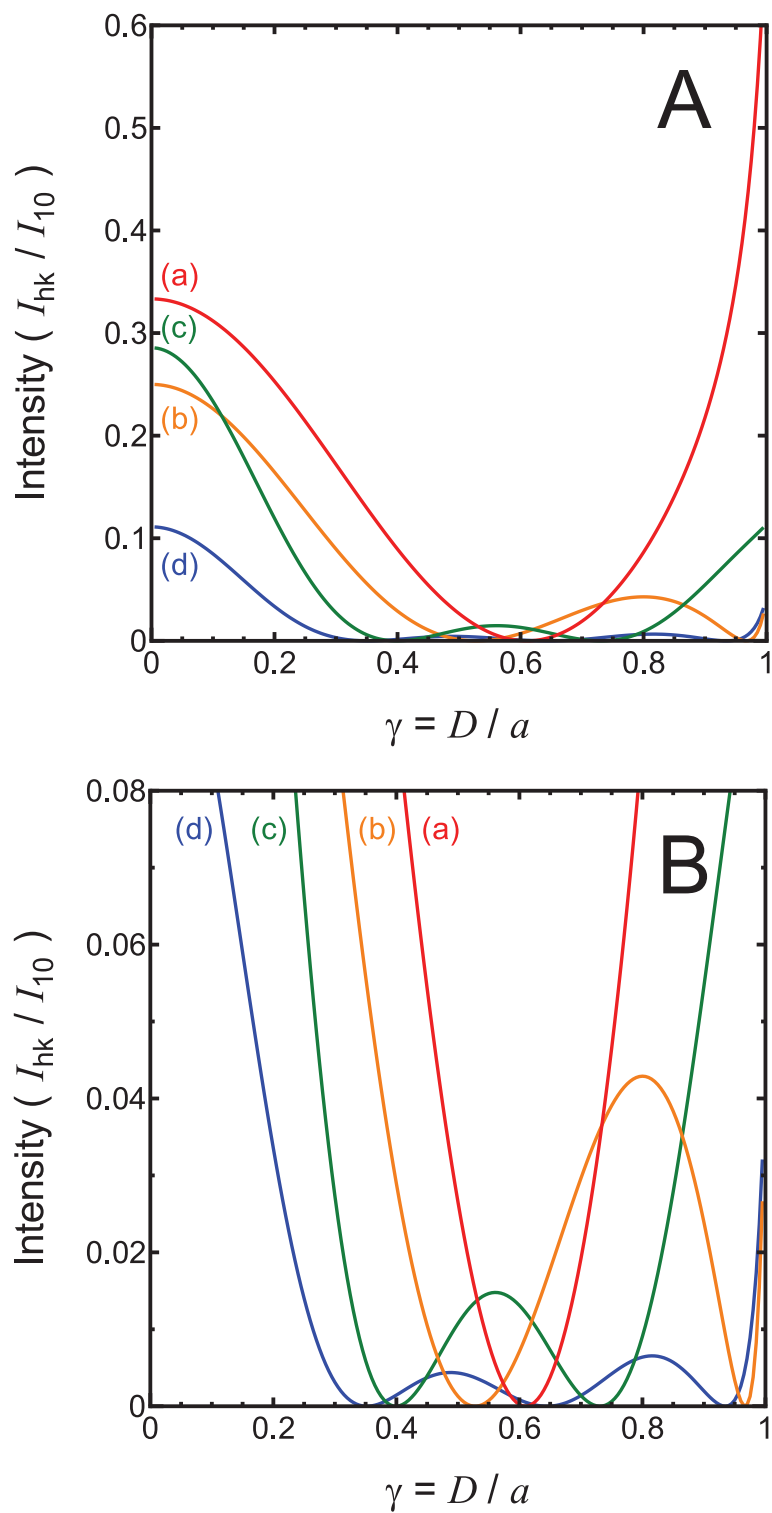 A
Intensity ( I_hk / I_10 )
0.6
0.5
0.4
0.3
0.2
0.1
0
(a)
(c)
(b)
(d)
0 0.2 0.4 0.6 0.8 1
γ = D / a
B
Intensity ( I_hk / I_10 )
0.08
0.06
0.04
0.02
0
(d) (c) (b) (a)
0 0.2 0.4 0.6 0.8 1
γ = D / a